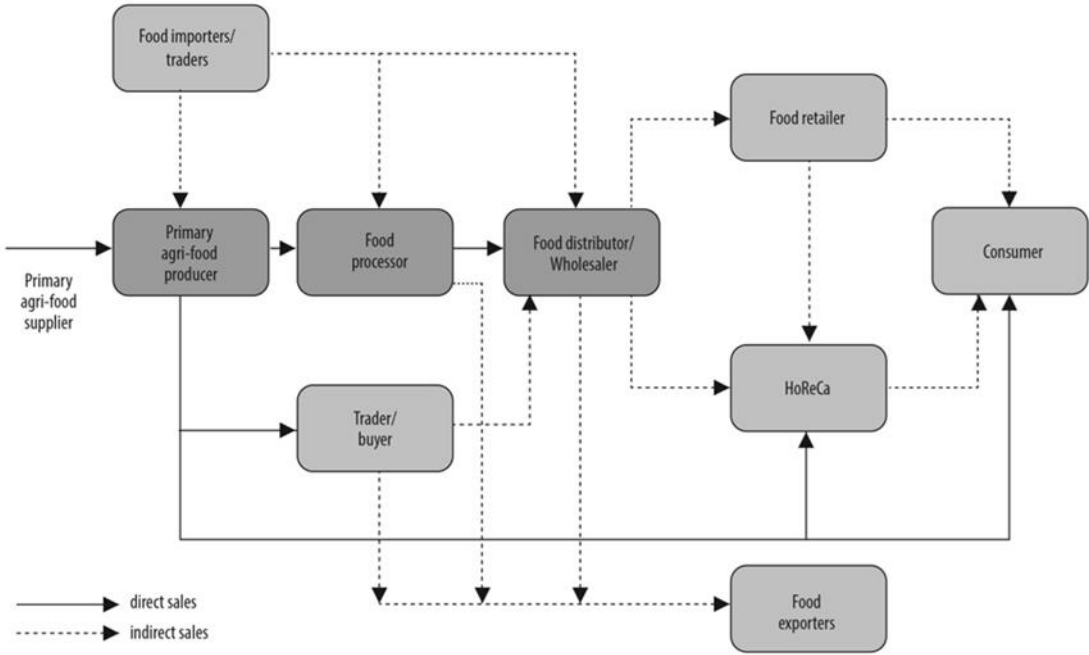 Food importers/
traders
Food retailer
Primary
agri-food
producer
Food
processor
Food distributor/
Wholesaler
Consumer
Primary
agri-food
supplier
Trader/
buyer
HoReCa
direct sales
indirect sales
Food
exporters